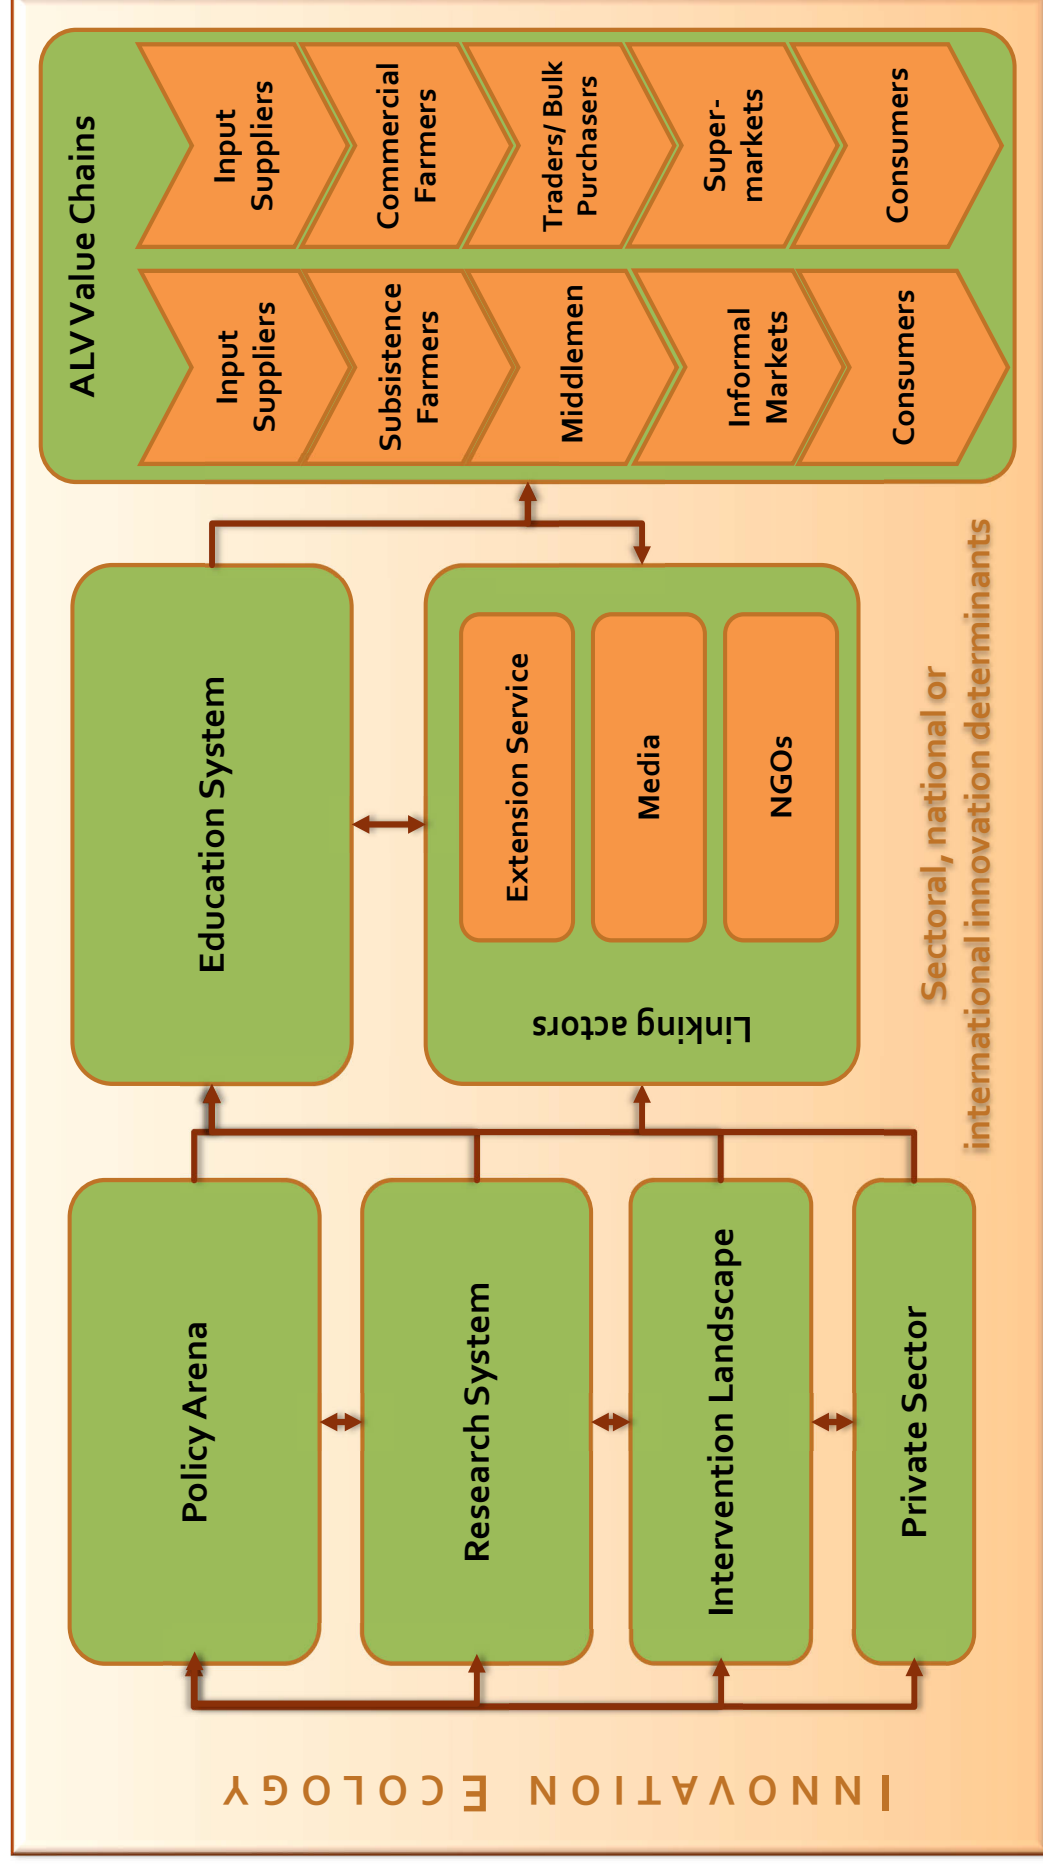 INNOVATION ECOLOGY
Policy Arena
Research System
Intervention Landscape
Private Sector
Education System
Linking actors
Extension Service
Media
NGOs
ALV Value Chains
Input
Suppliers
Subsistence
Farmers
Middlemen
Informal
Markets
Consumers
Input
Suppliers
Commercial
Farmers
Traders/ Bulk
Purchasers
Super-
markets
Consumers
Sectoral, national or
international innovation determinants